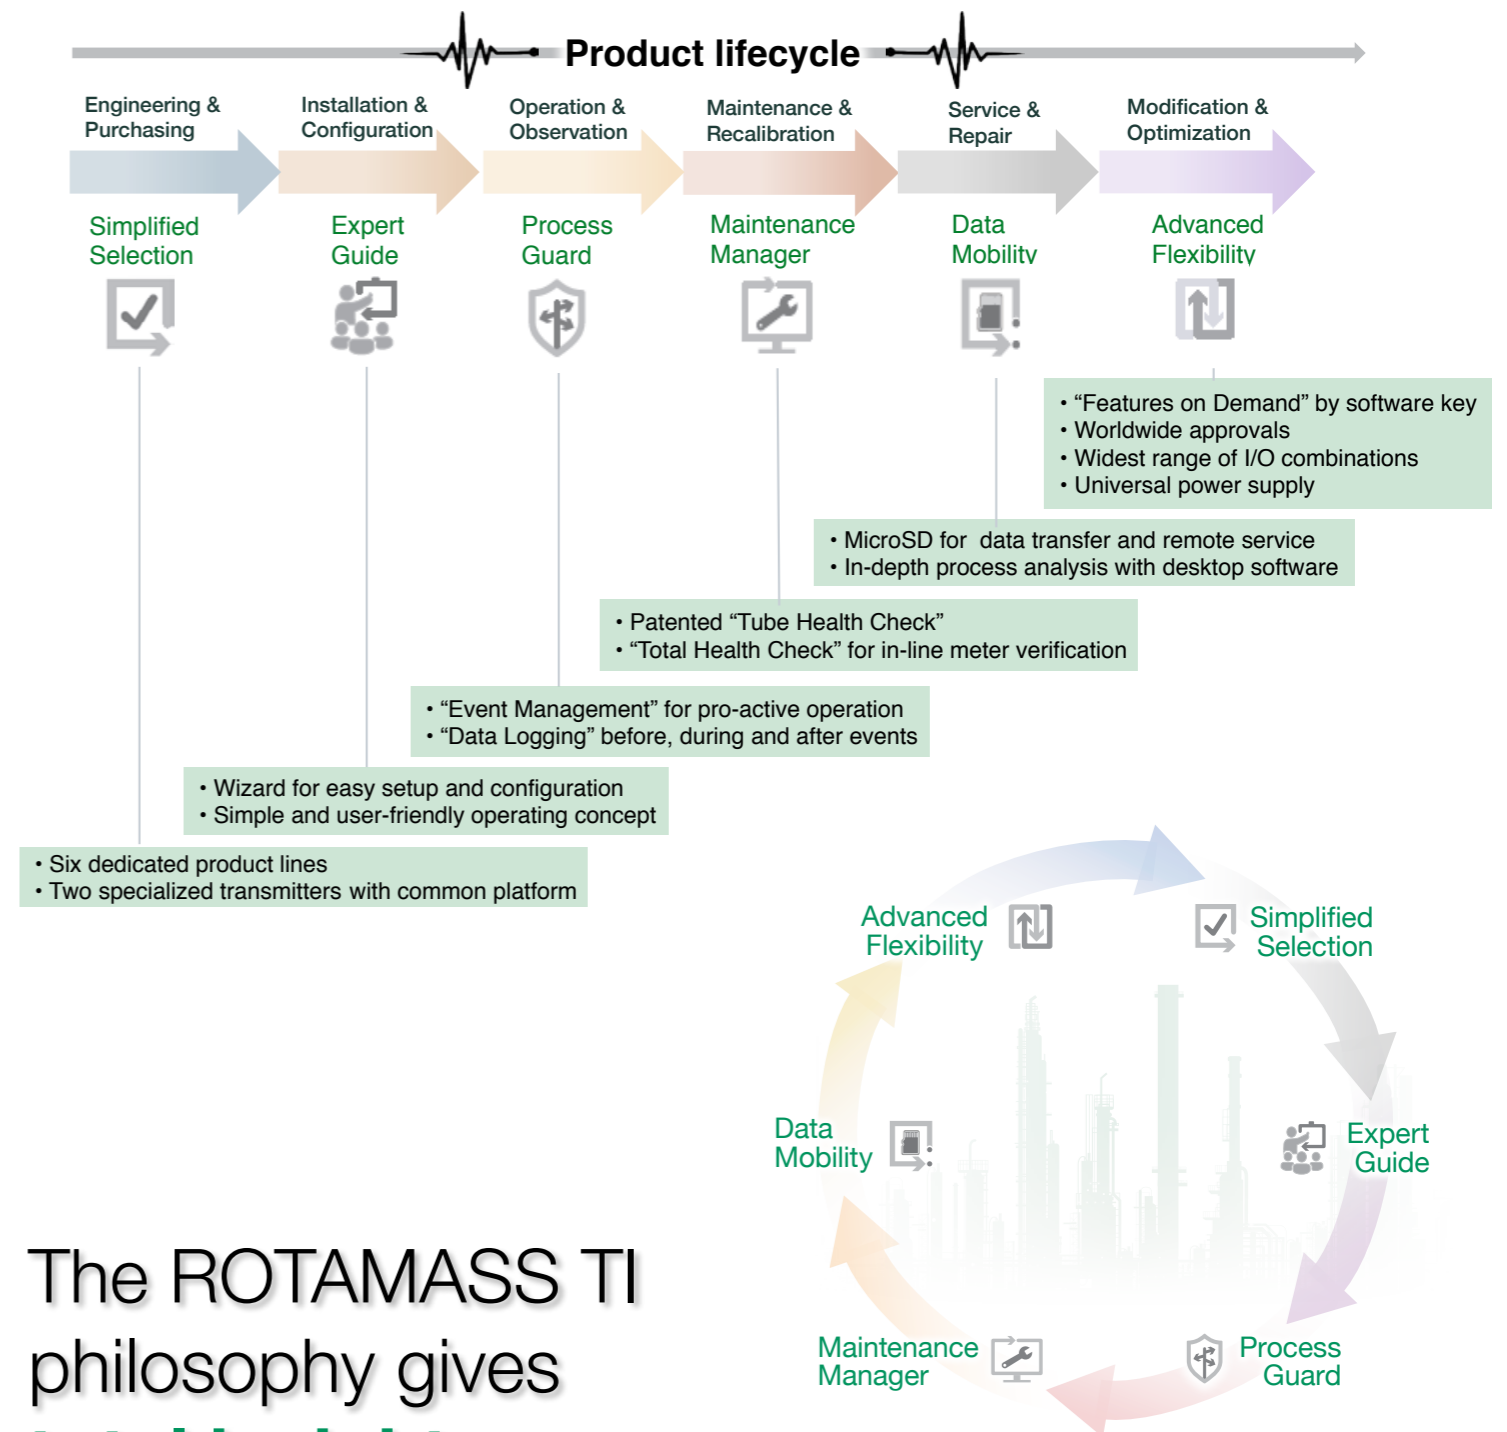 Product lifecycle
Engineering &
Purchasing
Installation &
Configuration
Operation &
Observation
Maintenance &
Recalibration
Service &
Repair
Modification &
Optimization
Simplified
Selection
Expert
Guide
Process
Guard
Maintenance
Manager
Data
Mobility
Advanced
Flexibility
• “Features on Demand” by software key
• Worldwide approvals
• Widest range of I/O combinations
• Universal power supply
• MicroSD for  data transfer and remote service
• In-depth process analysis with desktop software
• Patented “Tube Health Check”
• “Total Health Check” for in-line meter verification
• “Event Management” for pro-active operation
• “Data Logging” before, during and after events
• Wizard for easy setup and configuration
• Simple and user-friendly operating concept
• Six dedicated product lines
• Two specialized transmitters with common platform
Advanced
Flexibility
Simplified
Selection
Data
Mobility
Expert
Guide
Maintenance
Manager
Process
Guard
The ROTAMASS TI
philosophy gives